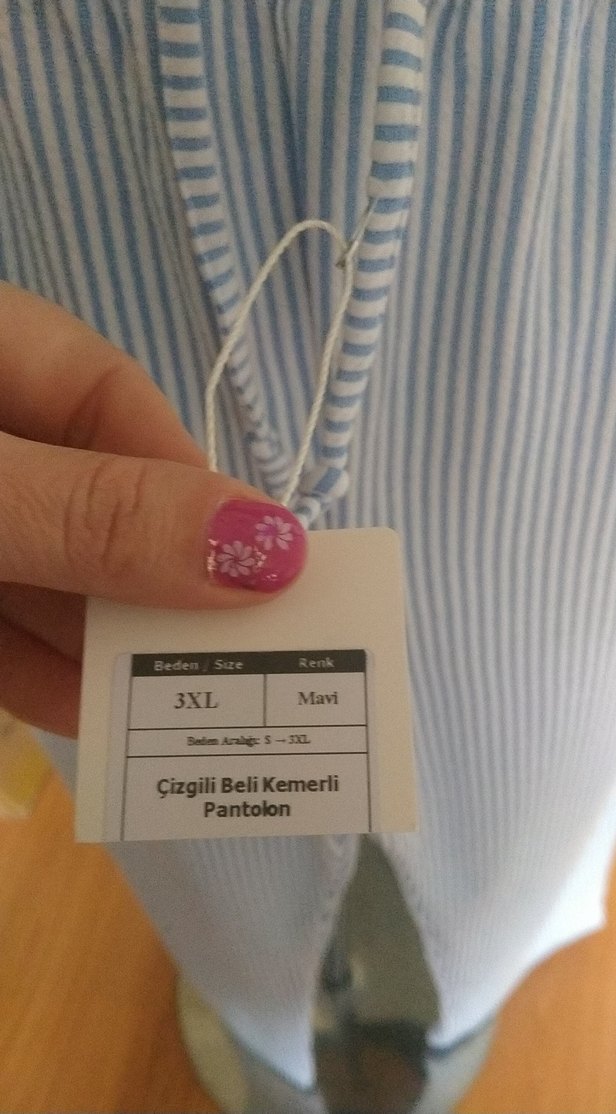 Beden / Size Renk
3XL Mavi
Beden Aralığı: S - 3XL
Çizgili Beli Kemerli
Pantolon